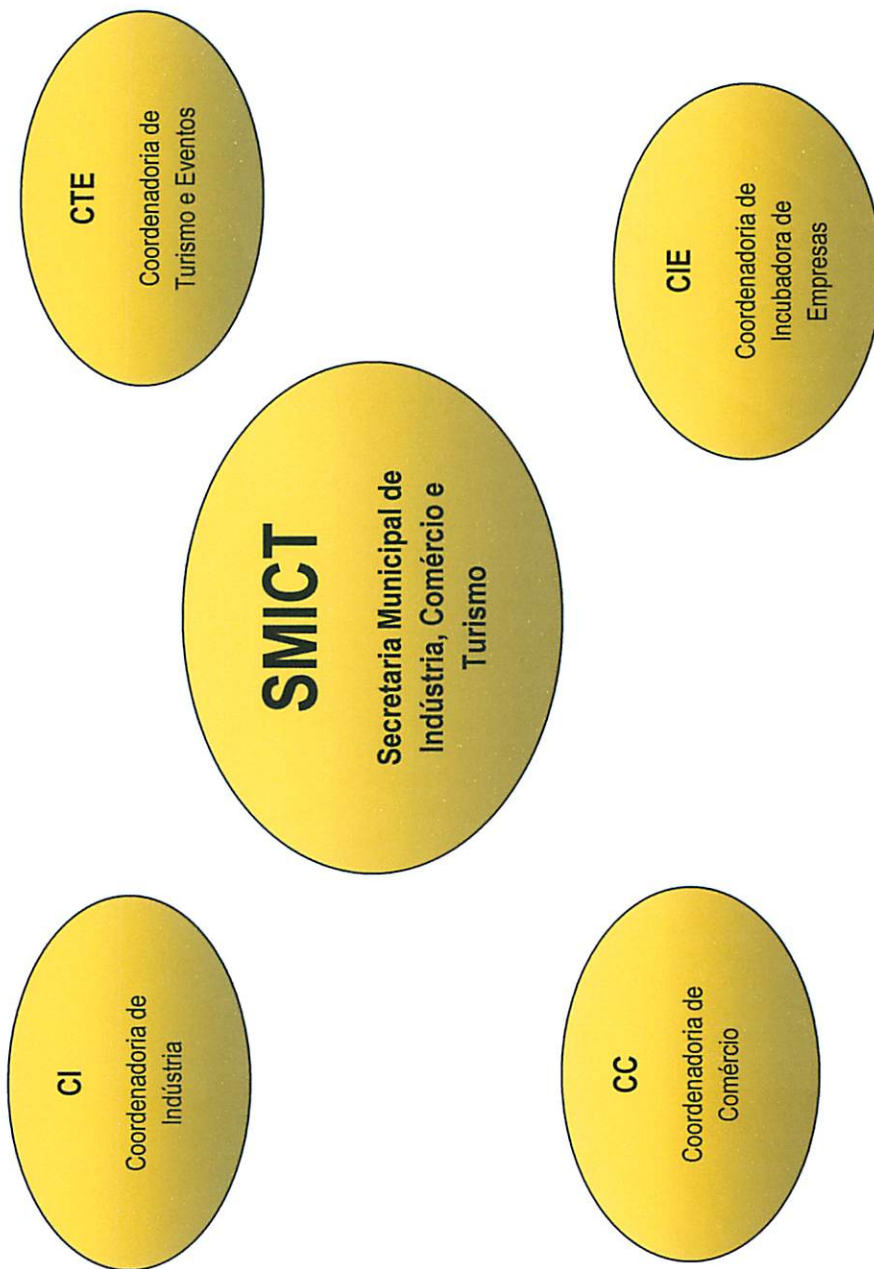 CI
Coordenadoria de
Indústria
CTE
Coordenadoria de
Turismo e Eventos
SMICT
Secretaria Municipal de
Indústria, Comércio e
Turismo
CC
Coordenadoria de
Comércio
CIE
Coordenadoria de
Incubadora de
Empresas